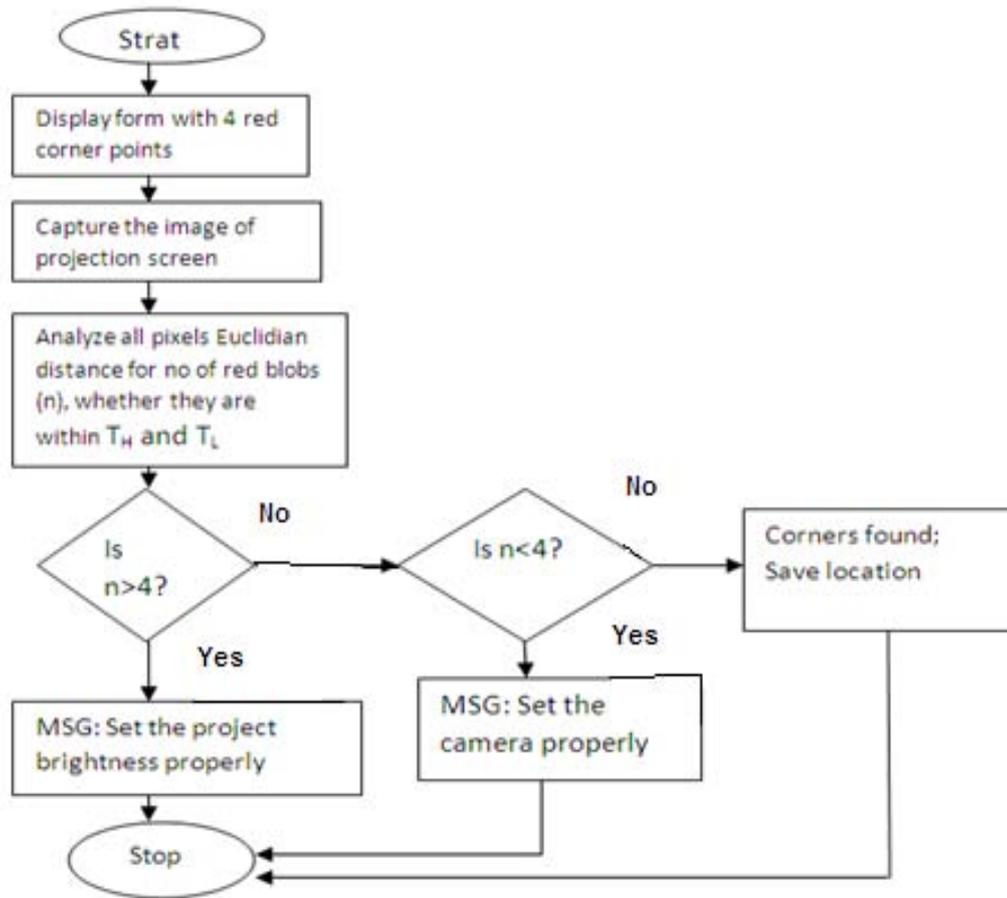 Strat
Display form with 4 red
corner points
Capture the image of
projection screen
Analyze all pixels Euclidian
distance for no of red blobs
(n), whether they are
within T_H and T_L
Is
n>4?
No
Is n<4?
No
Corners found;
Save location
Yes
Yes
MSG: Set the project
brightness properly
MSG: Set the
camera properly
Stop